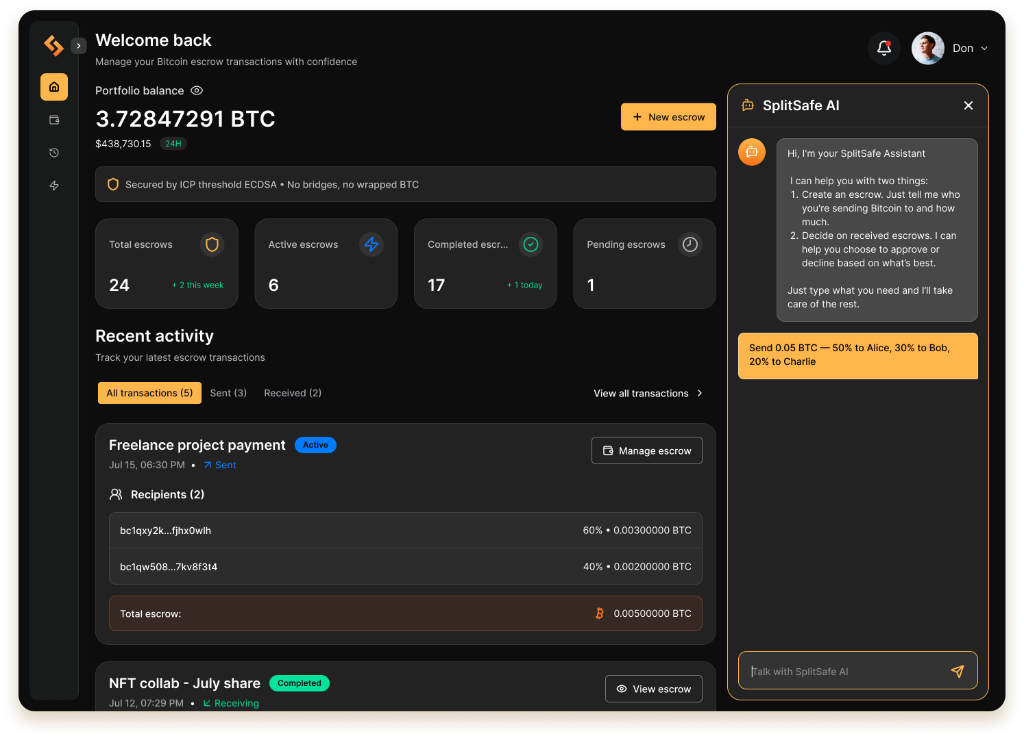 Welcome back
Manage your Bitcoin escrow transactions with confidence
Don
Portfolio balance
3.72847291 BTC
$438,730.15 24H
New escrow
Secured by ICP threshold ECDSA • No bridges, no wrapped BTC
Total escrows
24
+ 2 this week
Active escrows
6
Completed escr...
17
+ 1 today
Pending escrows
1
Recent activity
Track your latest escrow transactions
All transactions (5) Sent (3) Received (2)
View all transactions
Freelance project payment Active
Jul 15, 06:30 PM • Sent
Manage escrow
Recipients (2)
bc1qxy2k...fjhx0wlh 60% • 0.00300000 BTC
bc1qw508...7kv8f3t4 40% • 0.00200000 BTC
Total escrow: 0.00500000 BTC
NFT collab - July share Completed
Jul 12, 07:29 PM • Receiving
View escrow
SplitSafe AI
Hi, I'm your SplitSafe Assistant
I can help you with two things:
1. Create an escrow. Just tell me who
you're sending Bitcoin to and how
much.
2. Decide on received escrows. I can
help you choose to approve or
decline based on what's best.
Just type what you need and I'll take
care of the rest.
Send 0.05 BTC — 50% to Alice, 30% to Bob,
20% to Charlie
Talk with SplitSafe AI